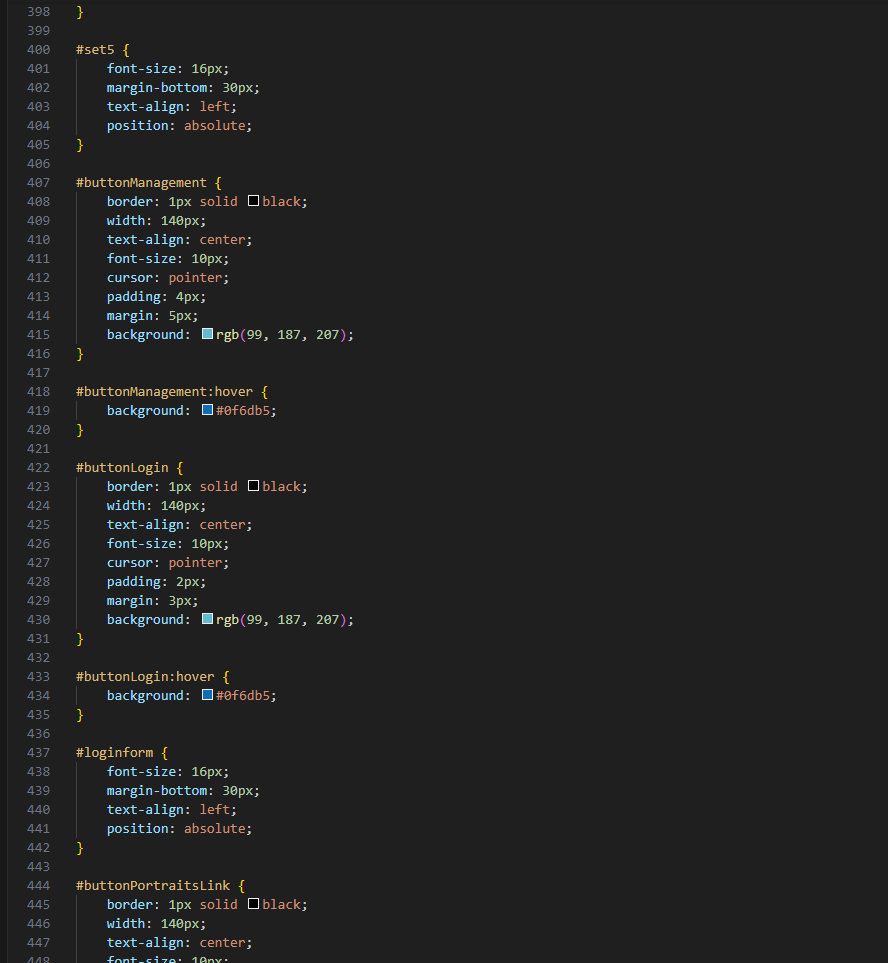 398 }
399
400 #set5 {
401     font-size: 16px;
402     margin-bottom: 30px;
403     text-align: left;
404     position: absolute;
405 }
406
407 #buttonManagement {
408     border: 1px solid black;
409     width: 140px;
410     text-align: center;
411     font-size: 10px;
412     cursor: pointer;
413     padding: 4px;
414     margin: 5px;
415     background: rgb(99, 187, 207);
416 }
417
418 #buttonManagement:hover {
419     background: #0f6db5;
420 }
421
422 #buttonLogin {
423     border: 1px solid black;
424     width: 140px;
425     text-align: center;
426     font-size: 10px;
427     cursor: pointer;
428     padding: 2px;
429     margin: 3px;
430     background: rgb(99, 187, 207);
431 }
432
433 #buttonLogin:hover {
434     background: #0f6db5;
435 }
436
437 #loginform {
438     font-size: 16px;
439     margin-bottom: 30px;
440     text-align: left;
441     position: absolute;
442 }
443
444 #buttonPortraitsLink {
445     border: 1px solid black;
446     width: 140px;
447     text-align: center;
448     font-size: 10px;